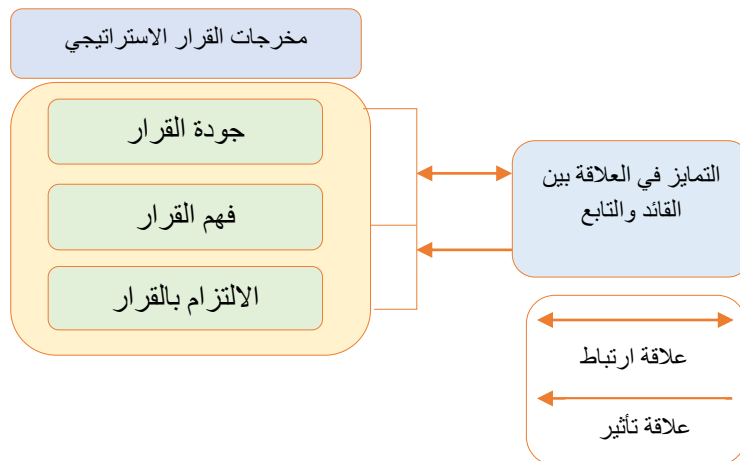 مخرجات القرار الاستراتيجي
جودة القرار
فهم القرار
الالتزام بالقرار
التمايز في العلاقة بين
القائد والتابع
علاقة ارتباط
علاقة تأثير